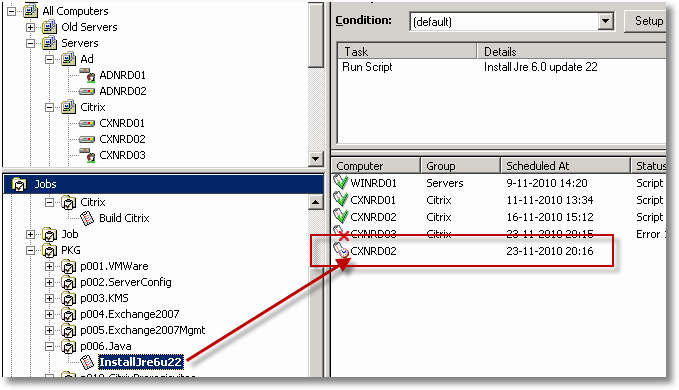 All Computers
Old Servers
Servers
Ad
ADNRD01
ADNRD02
Citrix
CXNRD01
CXNRD02
CXNRD03
Condition: (default) Setup
Task Details
Run Script Install Jre 6.0 update 22
Jobs
Citrix
Build Citrix
Job
PKG
p001.VMWare
p002.ServerConfig
p003.KMS
p004.Exchange2007
p005.Exchange2007Mgmt
p006.Java
InstallJre6u22
Computer Group Scheduled At Status
WINRD01 Servers 9-11-2010 14:20 Script
CXNRD01 Citrix 11-11-2010 13:34 Script
CXNRD02 Citrix 16-11-2010 15:12 Script
CXNRD03 Citrix 23-11-2010 20:15 Error
CXNRD02 23-11-2010 20:16